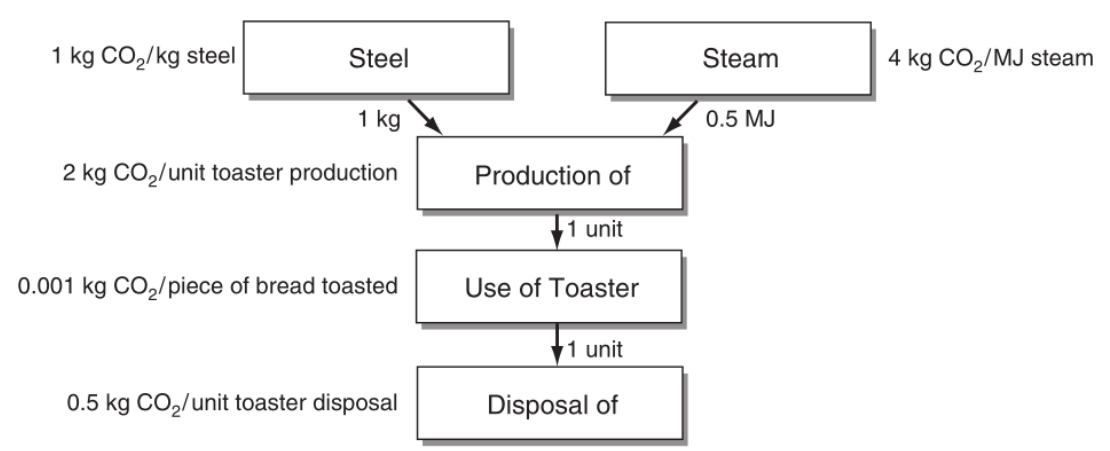 1 kg CO₂/kg steel
Steel
Steam
4 kg CO₂/MJ steam
1 kg
0.5 MJ
2 kg CO₂/unit toaster production
Production of
1 unit
0.001 kg CO₂/piece of bread toasted
Use of Toaster
1 unit
0.5 kg CO₂/unit toaster disposal
Disposal of